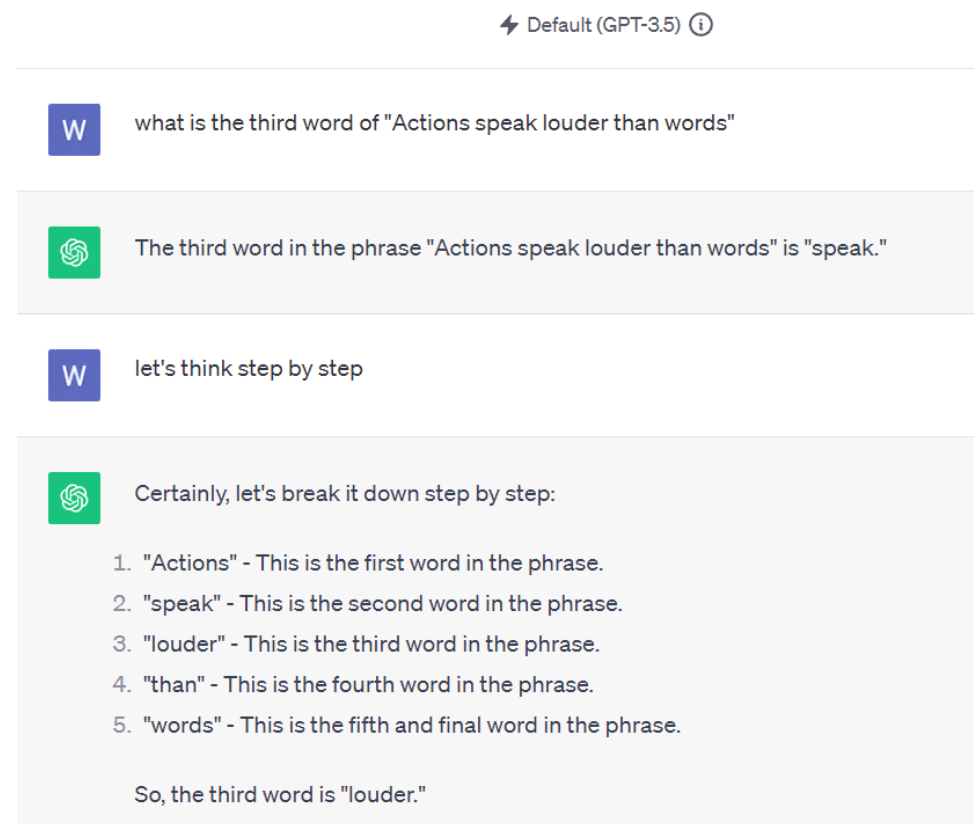 Default (GPT-3.5)
W
what is the third word of "Actions speak louder than words"
The third word in the phrase "Actions speak louder than words" is "speak."
W
let's think step by step
Certainly, let's break it down step by step:
1. "Actions" - This is the first word in the phrase.
2. "speak" - This is the second word in the phrase.
3. "louder" - This is the third word in the phrase.
4. "than" - This is the fourth word in the phrase.
5. "words" - This is the fifth and final word in the phrase.
So, the third word is "louder."